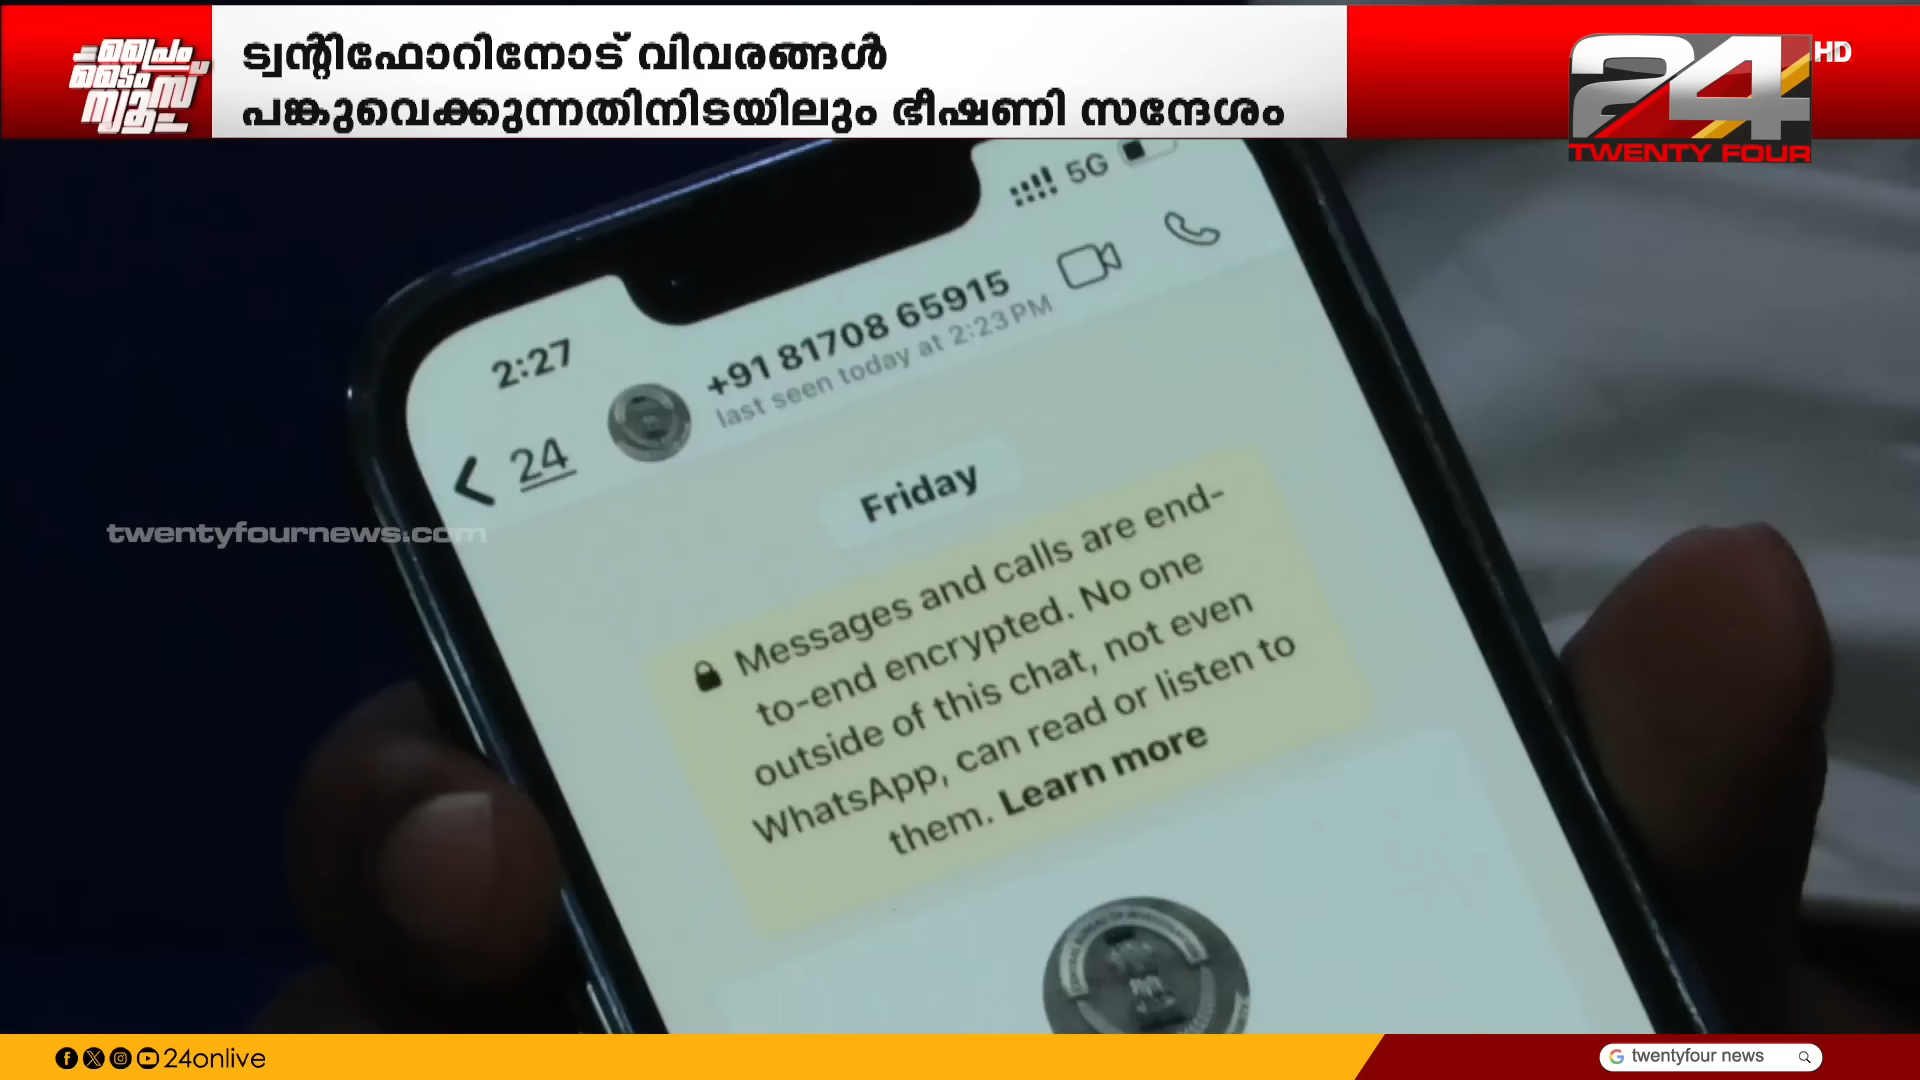 പ്രൈം
ടൈം
ന്യൂസ്
ട്വന്റിഫോറിനോട് വിവരങ്ങൾ
പങ്കുവെക്കുന്നതിനിടയിലും ഭീഷണി സന്ദേശം
24 HD
TWENTY FOUR
5G
2:27
+91 81708 65915
last seen today at 2:23 PM
24
Friday
twentyfournews.com
Messages and calls are end-
to-end encrypted. No one
outside of this chat, not even
WhatsApp, can read or listen to
them. Learn more
24onlive
twentyfour news